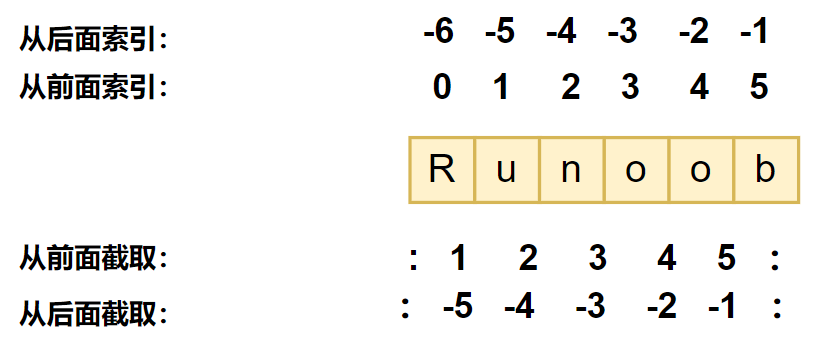 从后面索引： -6 -5 -4 -3 -2 -1
从前面索引： 0 1 2 3 4 5
R u n o o b
从前面截取： : 1 2 3 4 5 :
从后面截取： : -5 -4 -3 -2 -1 :